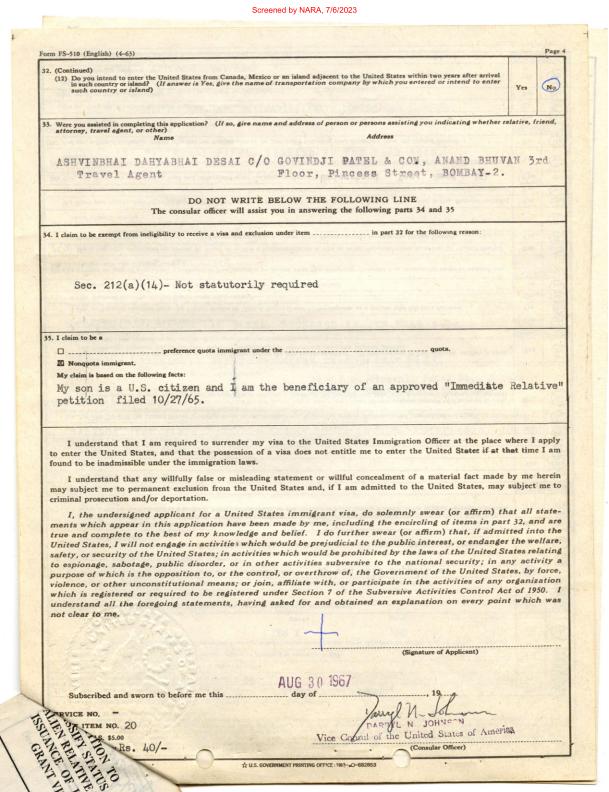 Screened by NARA, 7/6/2023
Form FS-510 (English) (4-65)
Page 4
32. (Continued)
(12) Do you intend to enter the United States from Canada, Mexico or an island adjacent to the United States within two years after arrival
in such country or island? (If answer is Yes, give the name of transportation company by which you entered or intend to enter
such country or island)
Yes
No
33. Were you assisted in completing this application? (If so, give name and address of person or persons assisting you indicating whether relative, friend,
attorney, travel agent, or other)
Name
Address
ASHVINBHAI DAHYABHAI DESAI C/O GOVINDJI PATEL & COY, ANAND BHUVAN 3rd
Travel Agent Floor, Pincess Street, BOMBAY-2.
DO NOT WRITE BELOW THE FOLLOWING LINE
The consular officer will assist you in answering the following parts 34 and 35
34. I claim to be exempt from ineligibility to receive a visa and exclusion under item in part 32 for the following reason:
Sec. 212(a)(14)- Not statutorily required
35. I claim to be a
preference quota immigrant under the quota.
Nonquota immigrant.
My claim is based on the following facts:
My son is a U.S. citizen and I am the beneficiary of an approved "Immediate Relative"
petition filed 10/27/65.
I understand that I am required to surrender my visa to the United States Immigration Officer at the place where I apply
to enter the United States, and that the possession of a visa does not entitle me to enter the United States if at that time I am
found to be inadmissible under the immigration laws.
I understand that any willfully false or misleading statement or willful concealment of a material fact made by me herein
may subject me to permanent exclusion from the United States and, if I am admitted to the United States, may subject me to
criminal prosecution and/or deportation.
I, the undersigned applicant for a United States immigrant visa, do solemnly swear (or affirm) that all state-
ments which appear in this application have been made by me, including the encircling of items in part 32, and are
true and complete to the best of my knowledge and belief. I do further swear (or affirm) that, if admitted into the
United States, I will not engage in activities which would be prejudicial to the public interest, or endanger the welfare,
safety, or security of the United States; in activities which would be prohibited by the laws of the United States relating
to espionage, sabotage, public disorder, or in other activities subversive to the national security; in any activity a
purpose of which is the opposition to, or the control, or overthrow of, the Government of the United States, by force,
violence, or other unconstitutional means; or join, affiliate with, or participate in the activities of any organization
which is registered or required to be registered under Section 7 of the Subversive Activities Control Act of 1950. I
understand all the foregoing statements, having asked for and obtained an explanation on every point which was
not clear to me.
(Signature of Applicant)
AUG 30 1967
Subscribed and sworn to before me this day of , 19
Darryl N. Johnson
RVICE NO. -
DARRYL N. JOHNSON
ITEM NO. 20
Vice Consul of the United States of America
$5.00
Rs. 40/-
(Consular Officer)
ION TO
SIFY STATUS
ALIEN RELATIVE
ISSUANCE OF
GRANT VI
U.S. GOVERNMENT PRINTING OFFICE: 1965